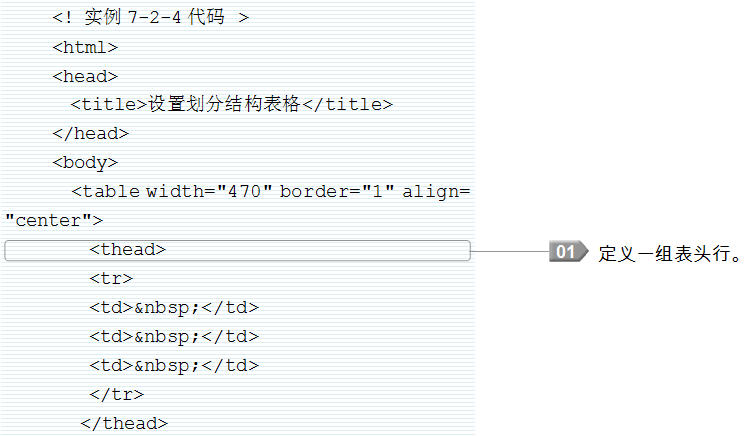 <! 实例 7-2-4 代码 >
<html>
<head>
<title>设置划分结构表格</title>
</head>
<body>
<table width="470" border="1" align=
"center">
<thead>
01 定义一组表头行。
<tr>
<td>&nbsp;</td>
<td>&nbsp;</td>
<td>&nbsp;</td>
</tr>
</thead>